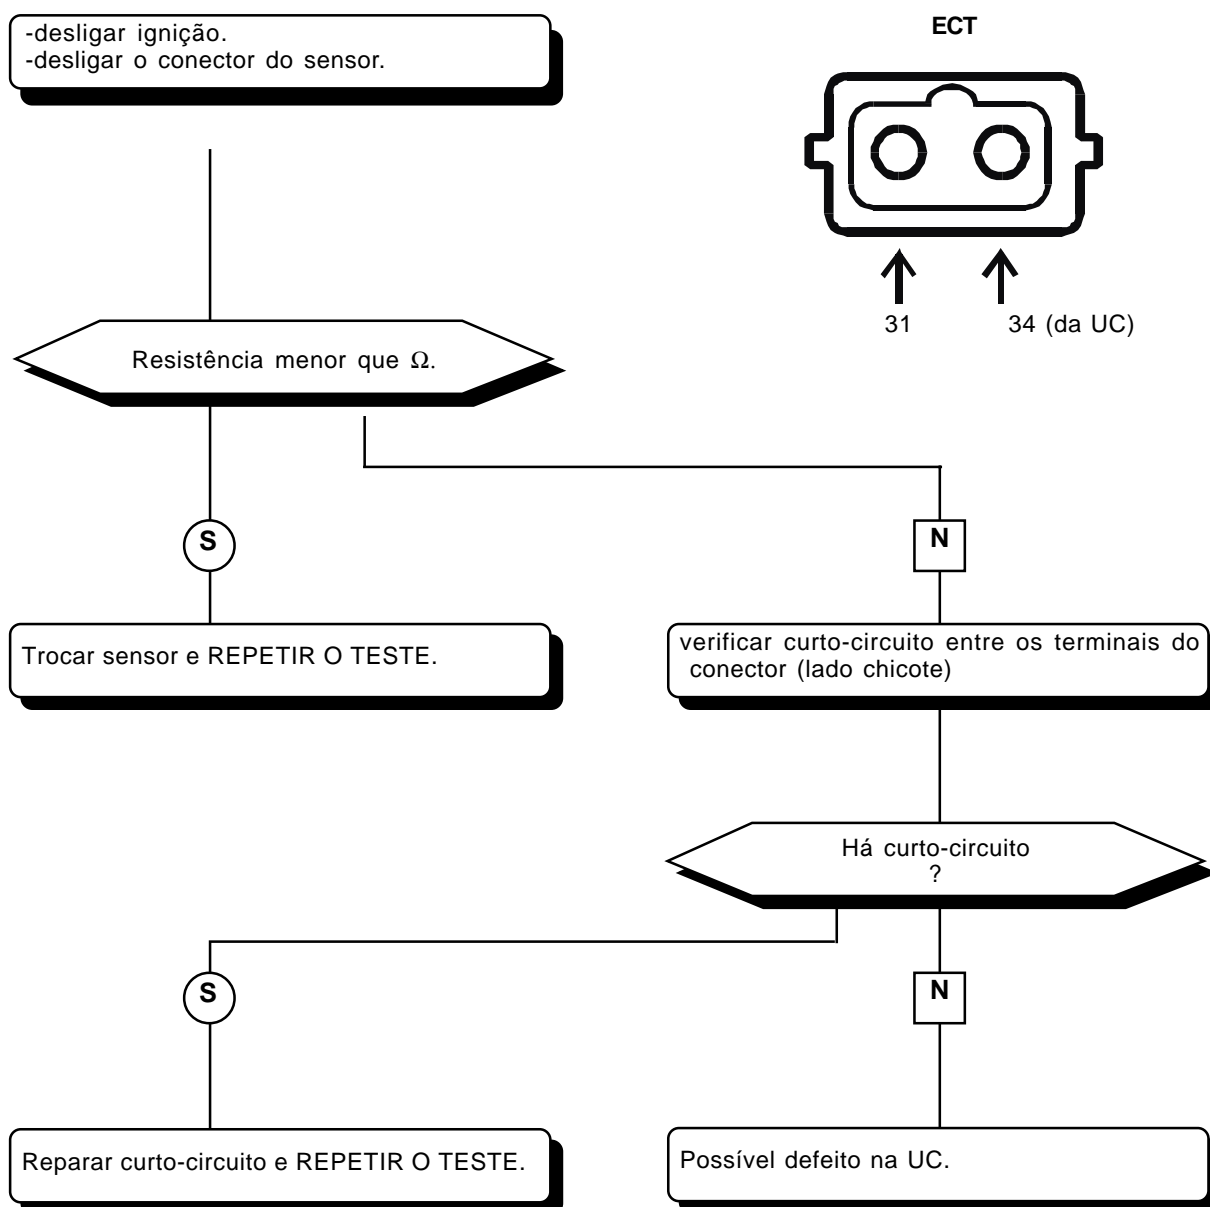 -desligar ignição.
-desligar o conector do sensor.
ECT
31
34 (da UC)
Resistência menor que Ω.
S
N
Trocar sensor e REPETIR O TESTE.
verificar curto-circuito entre os terminais do
conector (lado chicote)
Há curto-circuito
?
S
N
Reparar curto-circuito e REPETIR O TESTE.
Possível defeito na UC.